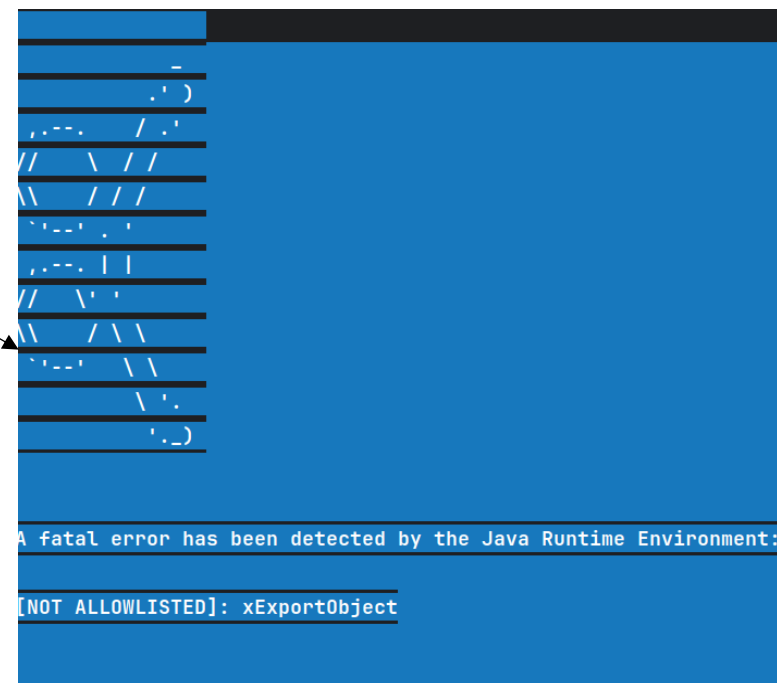 _
             .' )
 ,.--.    / .'
//    \  / /
\\    / / /
 `'--' . '
 ,.--. | |
//   \' '
\\    / \ \
 `'--'   \ \
          \ '.
           '._)
A fatal error has been detected by the Java Runtime Environment:
[NOT ALLOWLISTED]: xExportObject